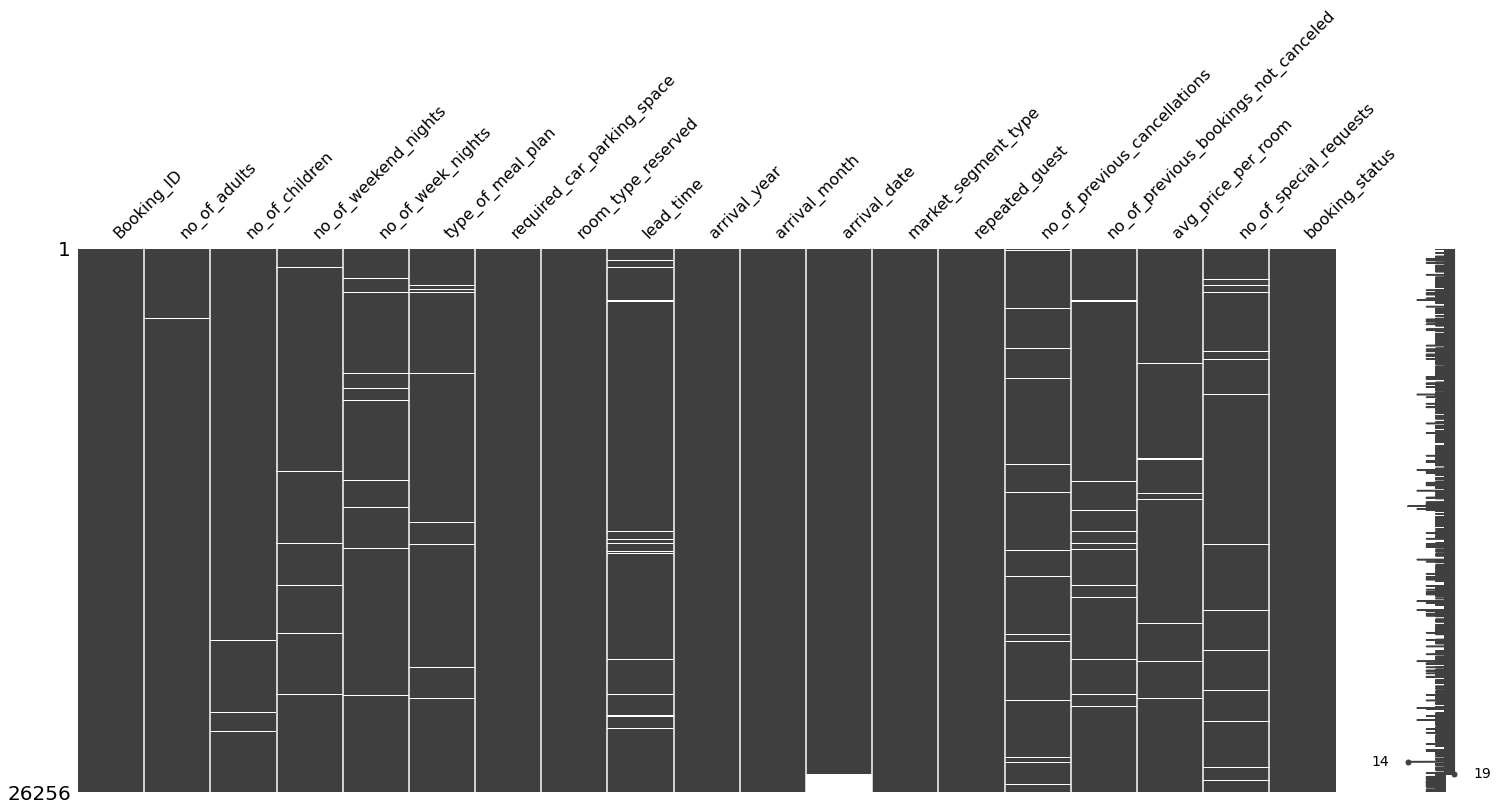 Booking_ID
no_of_adults
no_of_children
no_of_weekend_nights
no_of_week_nights
type_of_meal_plan
required_car_parking_space
room_type_reserved
lead_time
arrival_year
arrival_month
arrival_date
market_segment_type
repeated_guest
no_of_previous_cancellations
no_of_previous_bookings_not_canceled
avg_price_per_room
no_of_special_requests
booking_status
1
26256
14
19